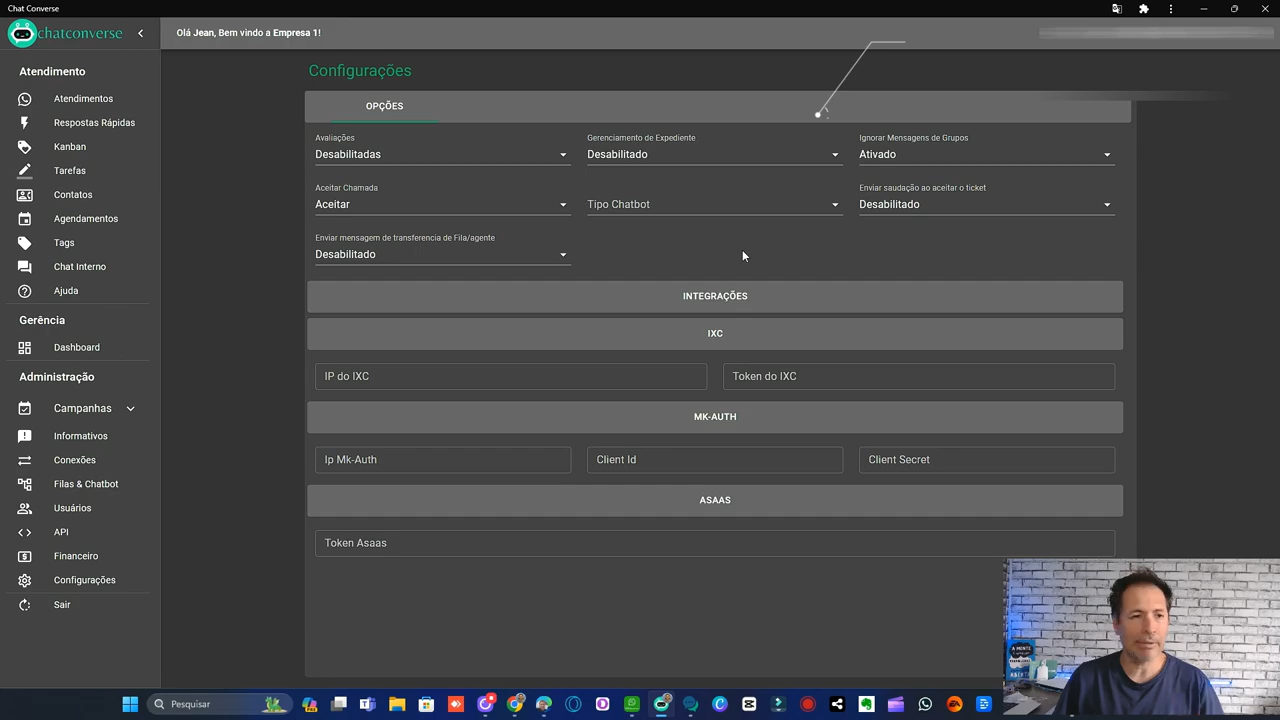 Chat Converse
chatconverse
Olá Jean, Bem vindo a Empresa 1!
Atendimento
Atendimentos
Respostas Rápidas
Kanban
Tarefas
Contatos
Agendamentos
Tags
Chat Interno
Ajuda
Gerência
Dashboard
Administração
Campanhas
Informativos
Conexões
Filas & Chatbot
Usuários
API
Financeiro
Configurações
Sair
Configurações
OPÇÕES
Avaliações
Desabilitadas
Gerenciamento de Expediente
Desabilitado
Ignorar Mensagens de Grupos
Ativado
Aceitar Chamada
Aceitar
Tipo Chatbot
Enviar saudação ao aceitar o ticket
Desabilitado
Enviar mensagem de transferencia de Fila/agente
Desabilitado
INTEGRAÇÕES
IXC
IP do IXC
Token do IXC
MK-AUTH
Ip Mk-Auth
Client Id
Client Secret
ASAAS
Token Asaas
A MENTE
ABERTA
Pesquisar